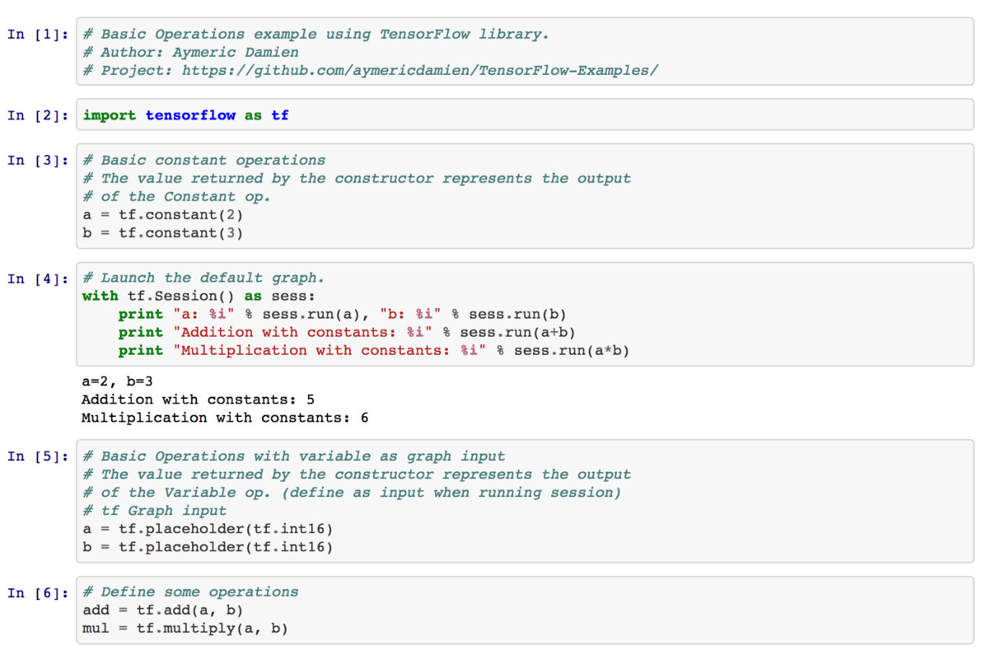 In [1]: # Basic Operations example using TensorFlow library.
# Author: Aymeric Damien
# Project: https://github.com/aymericdamien/TensorFlow-Examples/
In [2]: import tensorflow as tf
In [3]: # Basic constant operations
# The value returned by the constructor represents the output
# of the Constant op.
a = tf.constant(2)
b = tf.constant(3)
In [4]: # Launch the default graph.
with tf.Session() as sess:
    print "a: %i" % sess.run(a), "b: %i" % sess.run(b)
    print "Addition with constants: %i" % sess.run(a+b)
    print "Multiplication with constants: %i" % sess.run(a*b)
a=2, b=3
Addition with constants: 5
Multiplication with constants: 6
In [5]: # Basic Operations with variable as graph input
# The value returned by the constructor represents the output
# of the Variable op. (define as input when running session)
# tf Graph input
a = tf.placeholder(tf.int16)
b = tf.placeholder(tf.int16)
In [6]: # Define some operations
add = tf.add(a, b)
mul = tf.multiply(a, b)